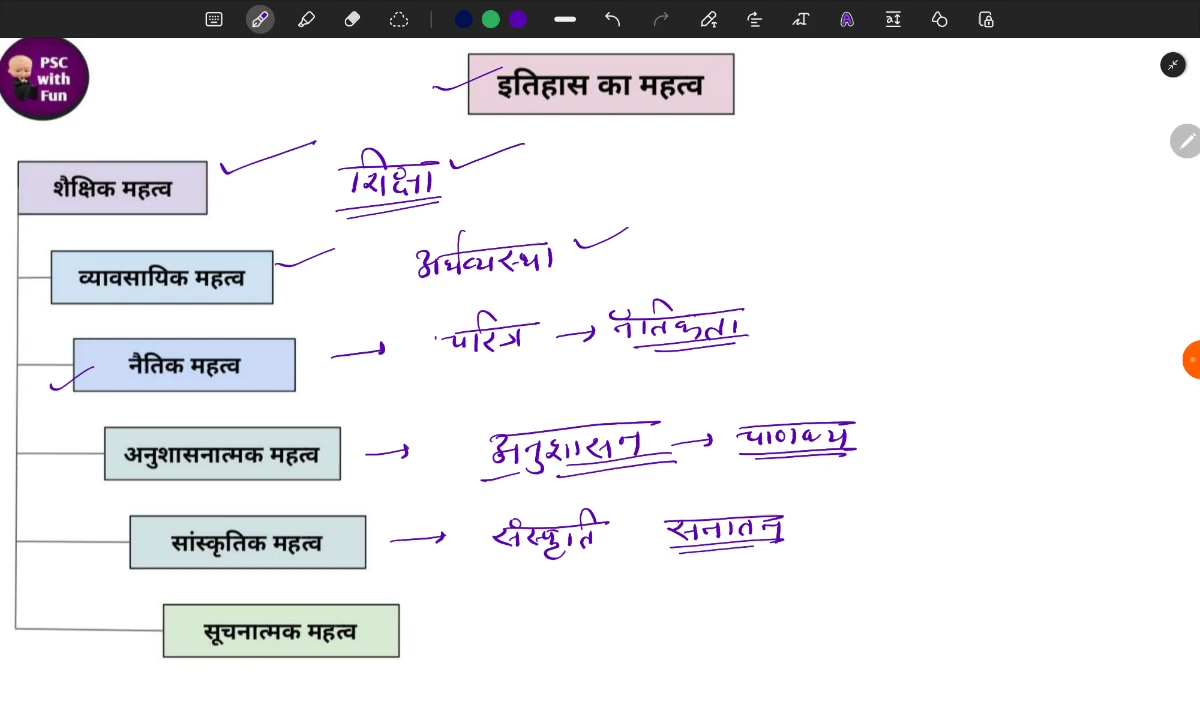 PSC
with
Fun
इतिहास का महत्व
शैक्षिक महत्व शिक्षा
व्यावसायिक महत्व अर्थव्यस्था
नैतिक महत्व → चरित्र → नैतिकता
अनुशासनात्मक महत्व → अनुशासन → चाणक्य
सांस्कृतिक महत्व → संस्कृति सनातन
सूचनात्मक महत्व